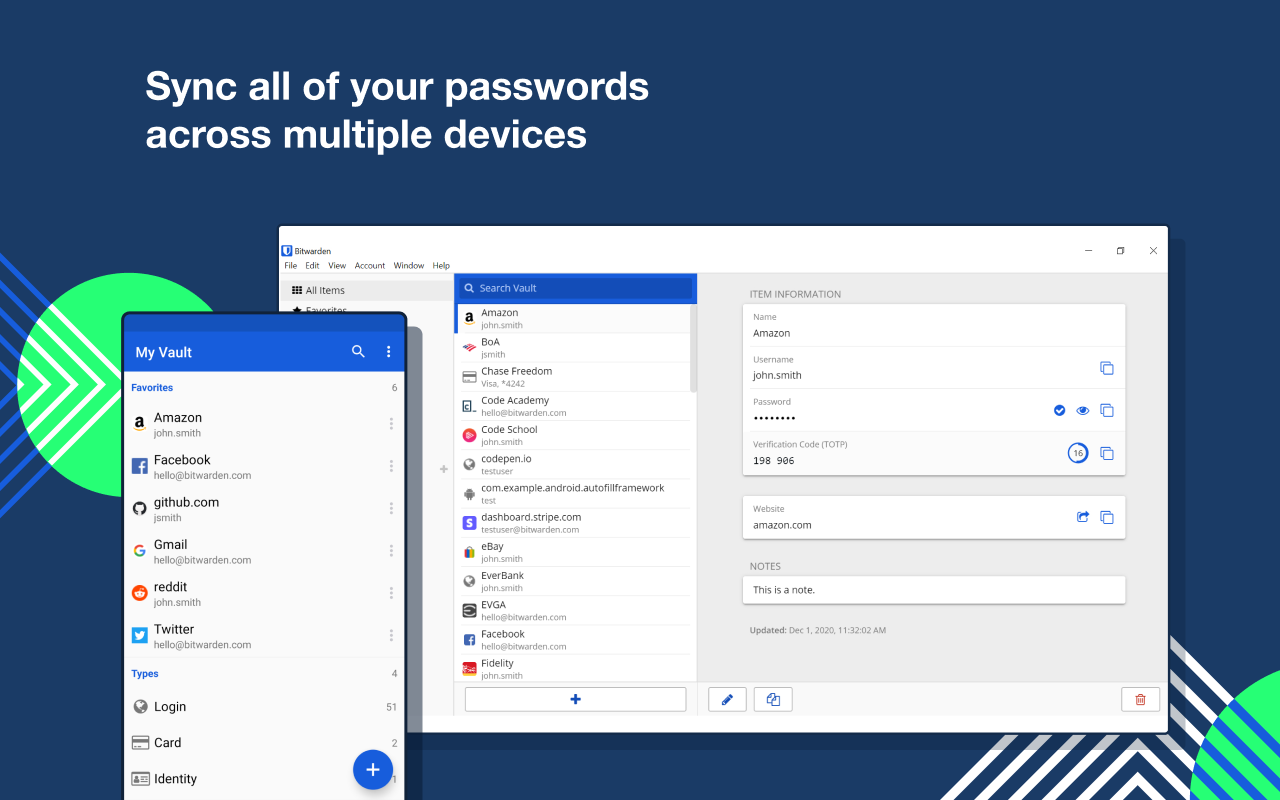 Sync all of your passwords
across multiple devices
Bitwarden
File Edit View Account Window Help
All Items
Favorites
Search Vault
Amazon
john.smith
BoA
jsmith
Chase Freedom
Visa, *4242
Code Academy
hello@bitwarden.com
Code School
john.smith
codepen.io
testuser
com.example.android.autofillframework
test
dashboard.stripe.com
testuser@bitwarden.com
eBay
john.smith
EverBank
john.smith
EVGA
hello@bitwarden.com
Facebook
hello@bitwarden.com
Fidelity
john.smith
ITEM INFORMATION
Name
Amazon
Username
john.smith
Password
••••••••
Verification Code (TOTP)
198 906
16
Website
amazon.com
NOTES
This is a note.
Updated: Dec 1, 2020, 11:32:02 AM
My Vault
Favorites 6
Amazon
john.smith
Facebook
hello@bitwarden.com
github.com
jsmith
Gmail
hello@bitwarden.com
reddit
john.smith
Twitter
hello@bitwarden.com
Types 4
Login 51
Card 2
Identity 1